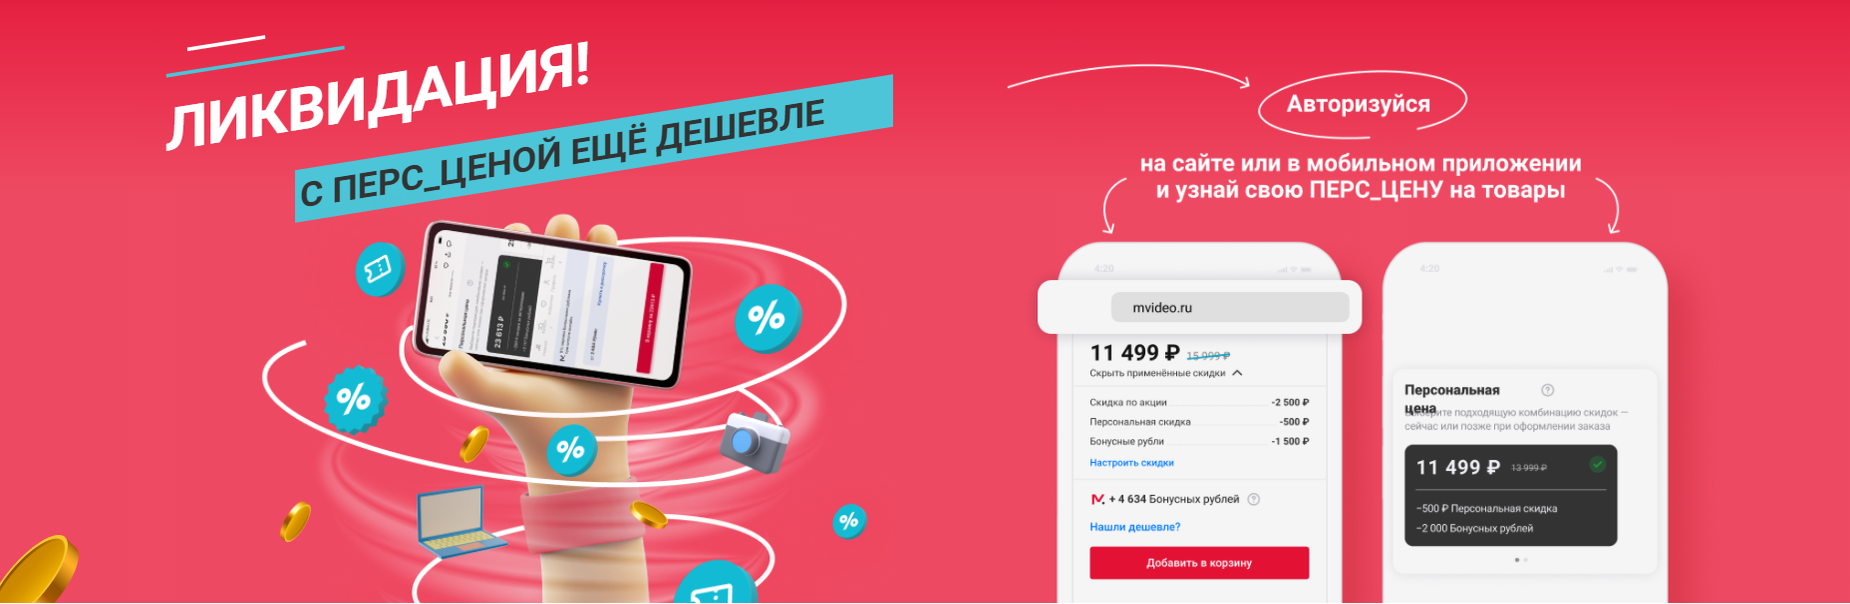 ЛИКВИДАЦИЯ!
С ПЕРС_ЦЕНОЙ ЕЩЁ ДЕШЕВЛЕ
%
%
%
%
23 613 ₽
Авторизуйся
на сайте или в мобильном приложении
и узнай свою ПЕРС_ЦЕНУ на товары
4:20
mvideo.ru
11 499 ₽ 15 999 ₽
Скрыть применённые скидки
Скидка по акции -2 500 ₽
Персональная скидка -500 ₽
Бонусные рубли -1 500 ₽
Настроить скидки
M. + 4 634 Бонусных рублей ?
Нашли дешевле?
Добавить в корзину
4:20
Персональная ?
цена
подходящую комбинацию скидок —
сейчас или позже при оформлении заказа
11 499 ₽ 13 999 ₽
−500 ₽ Персональная скидка
−2 000 Бонусных рублей